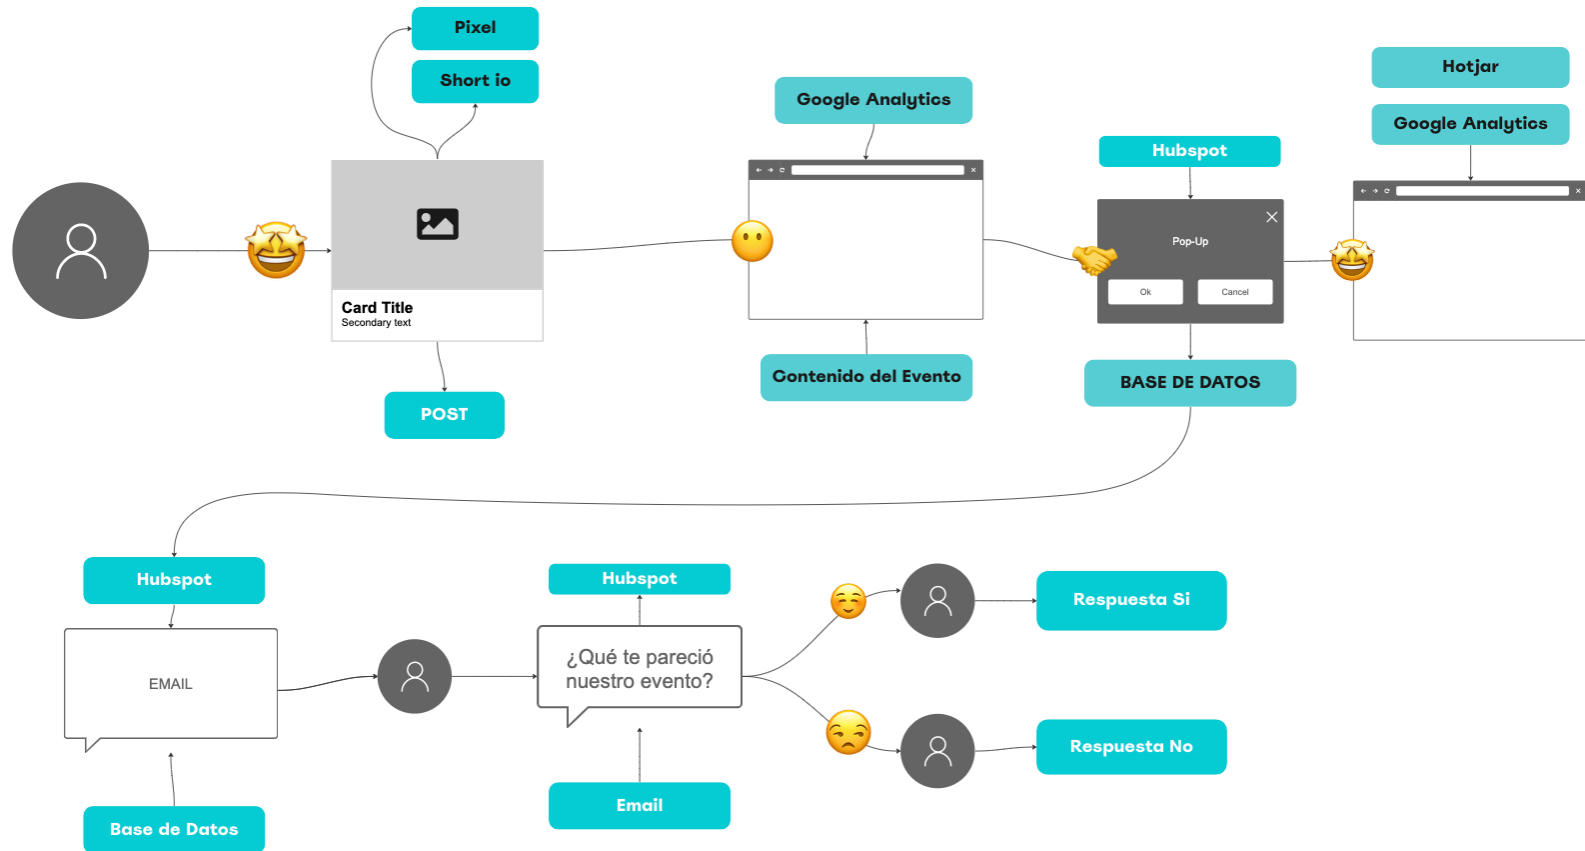 Pixel
Short io
Google Analytics
Hotjar
Google Analytics
Hubspot
Pop-Up
Ok
Cancel
Card Title
Secondary text
Contenido del Evento
BASE DE DATOS
POST
Hubspot
EMAIL
Base de Datos
Hubspot
¿Qué te pareció
nuestro evento?
Email
Respuesta Si
Respuesta No